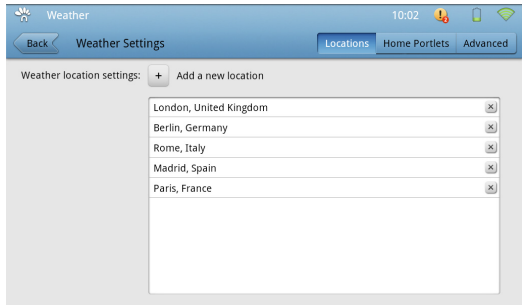 Weather 10:02
Back Weather Settings Locations Home Portlets Advanced
Weather location settings: + Add a new location
London, United Kingdom
Berlin, Germany
Rome, Italy
Madrid, Spain
Paris, France